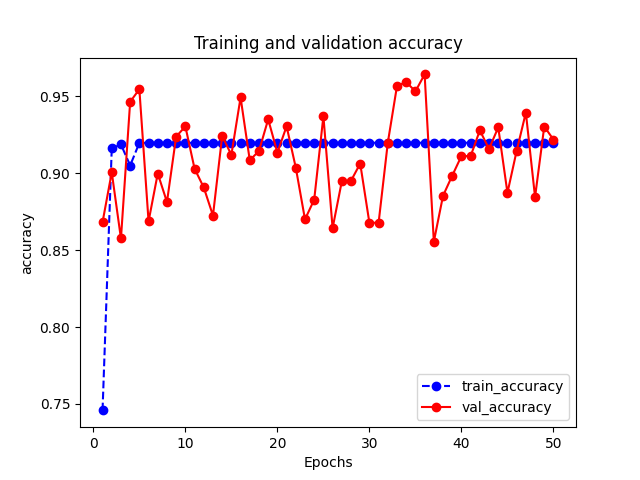 Training and validation accuracy
accuracy
0.95
0.90
0.85
0.80
0.75
train_accuracy
val_accuracy
0 10 20 30 40 50
Epochs